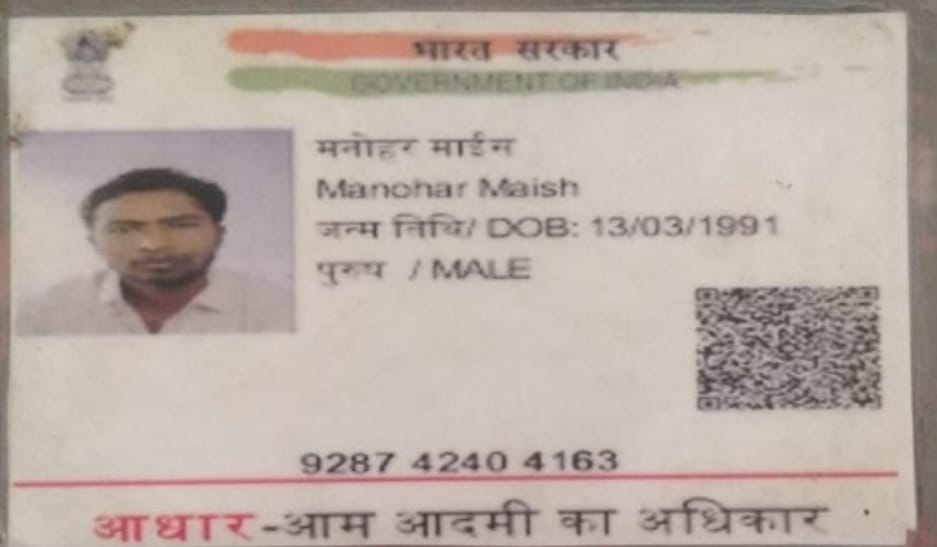 भारत सरकार
GOVERNMENT OF INDIA
मनोहर माईस
Manohar Maish
जन्म तिथि/ DOB: 13/03/1991
पुरुष / MALE
9287 4240 4163
आधार-आम आदमी का अधिकार